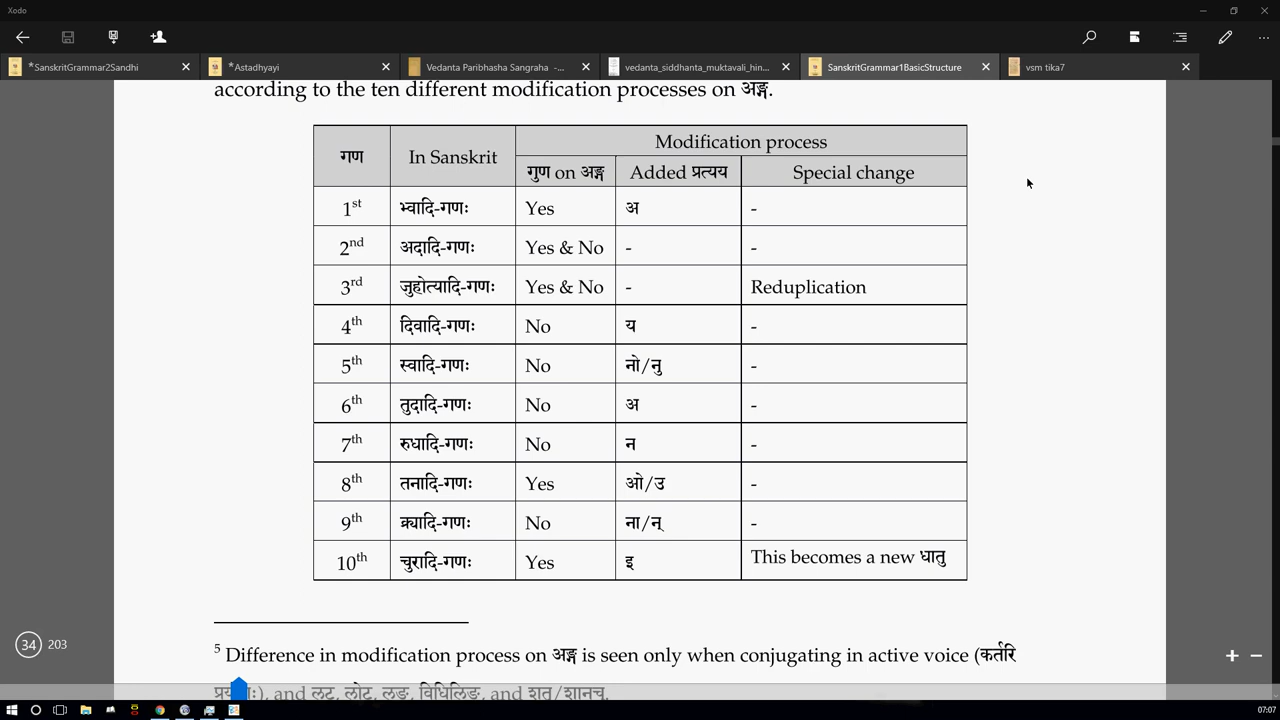 Xodo
*SanskritGrammar2Sandhi
*Astadhyayi
Vedanta Paribhasha Sangraha -...
vedanta_siddhanta_muktavali_hin...
SanskritGrammar1BasicStructure
vsm tika7
according to the ten different modification processes on अङ्ग.
गण In Sanskrit Modification process
गुण on अङ्ग Added प्रत्यय Special change
1st भ्वादि-गणः Yes अ -
2nd अदादि-गणः Yes & No - -
3rd जुहोत्यादि-गणः Yes & No - Reduplication
4th दिवादि-गणः No य -
5th स्वादि-गणः No नो/नु -
6th तुदादि-गणः No अ -
7th रुधादि-गणः No न -
8th तनादि-गणः Yes ओ/उ -
9th क्र्यादि-गणः No ना/न् -
10th चुरादि-गणः Yes इ This becomes a new धातु
34 203
5 Difference in modification process on अङ्ग is seen only when conjugating in active voice (कर्तरि
and लट्, लोट्, लङ्, विधिलिङ्, and शतृ/शानच्.
07:07